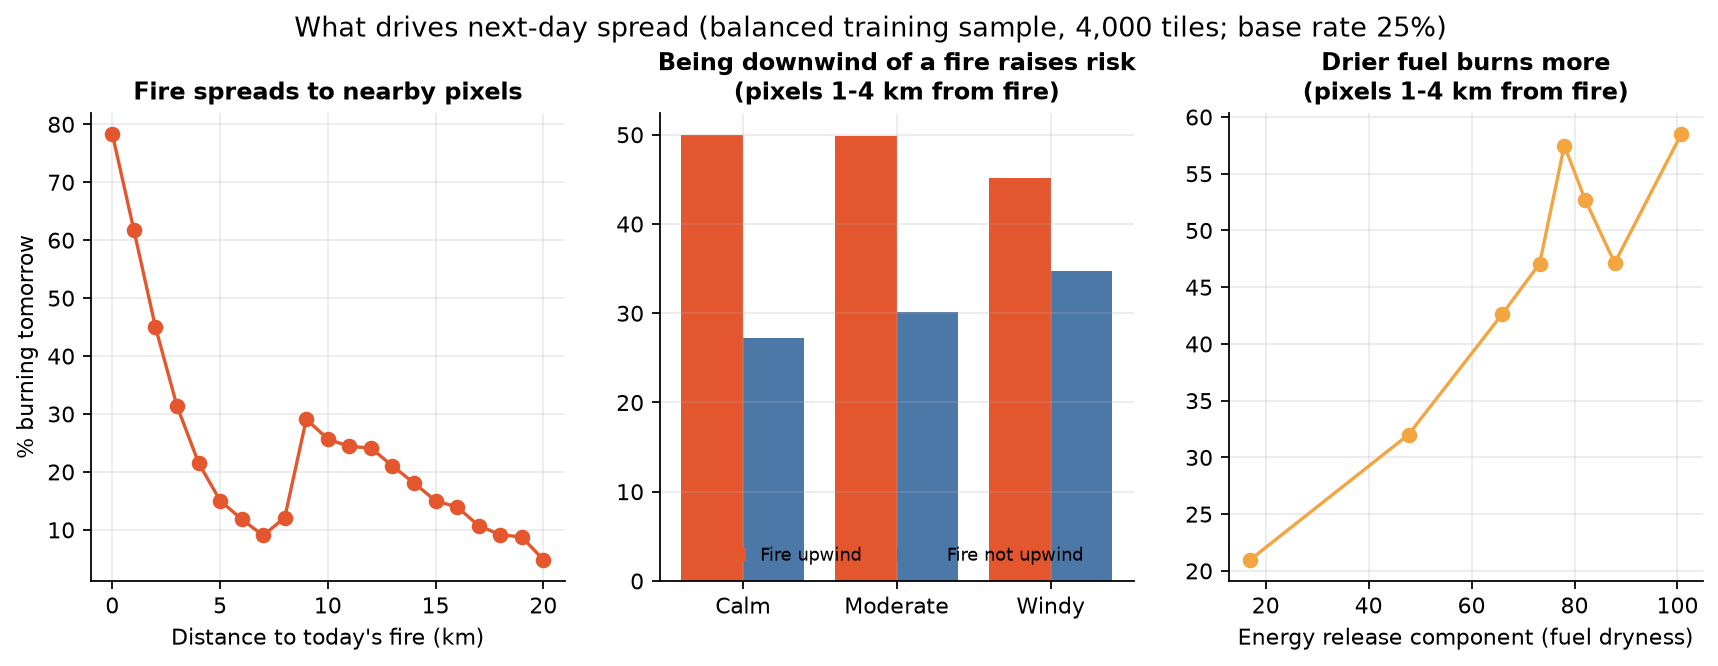 What drives next-day spread (balanced training sample, 4,000 tiles; base rate 25%)
Fire spreads to nearby pixels
% burning tomorrow
80
70
60
50
40
30
20
10
0 5 10 15 20
Distance to today's fire (km)
Being downwind of a fire raises risk
(pixels 1-4 km from fire)
50
40
30
20
10
0
Fire upwind Fire not upwind
Calm Moderate Windy
Drier fuel burns more
(pixels 1-4 km from fire)
60
55
50
45
40
35
30
25
20
20 40 60 80 100
Energy release component (fuel dryness)